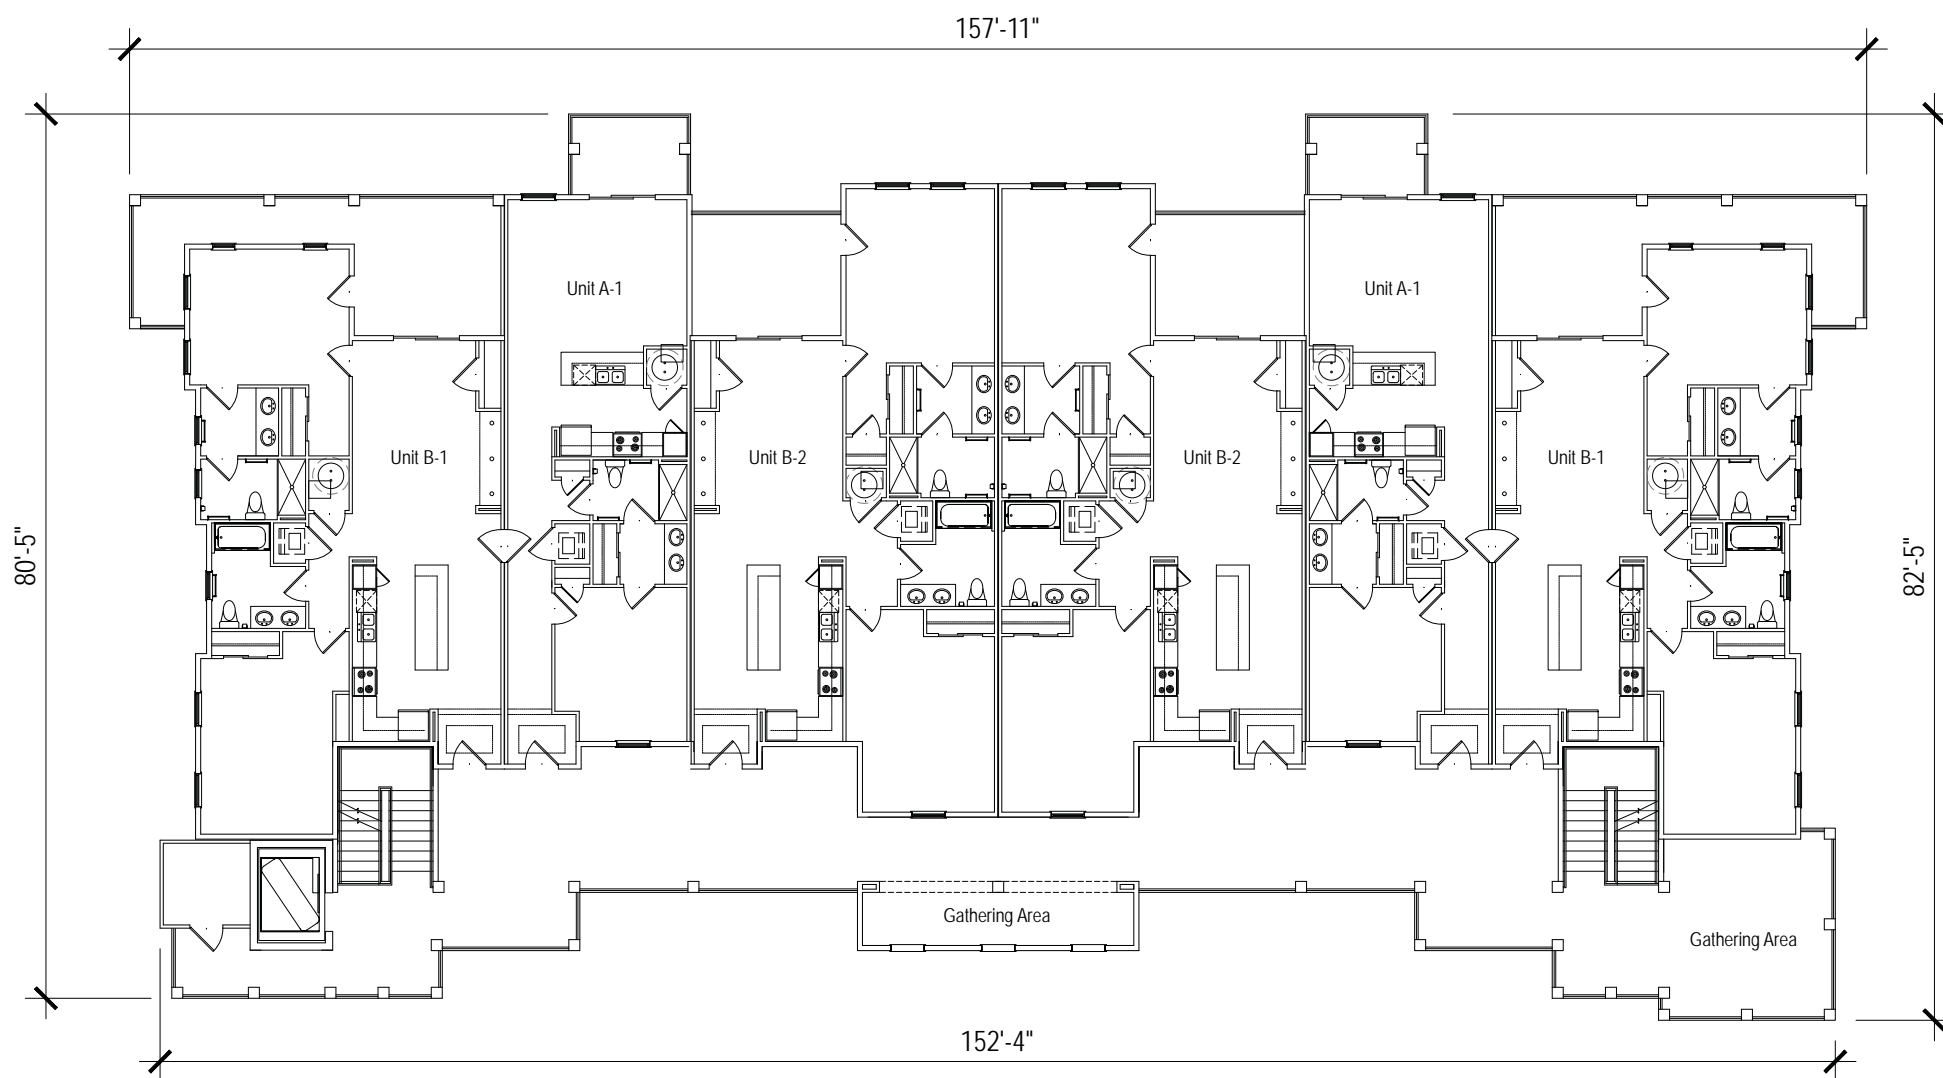 157'-11"
Unit A-1
Unit A-1
Unit B-1
Unit B-2
Unit B-2
Unit B-1
80'-5"
82'-5"
Gathering Area
Gathering Area
152'-4"